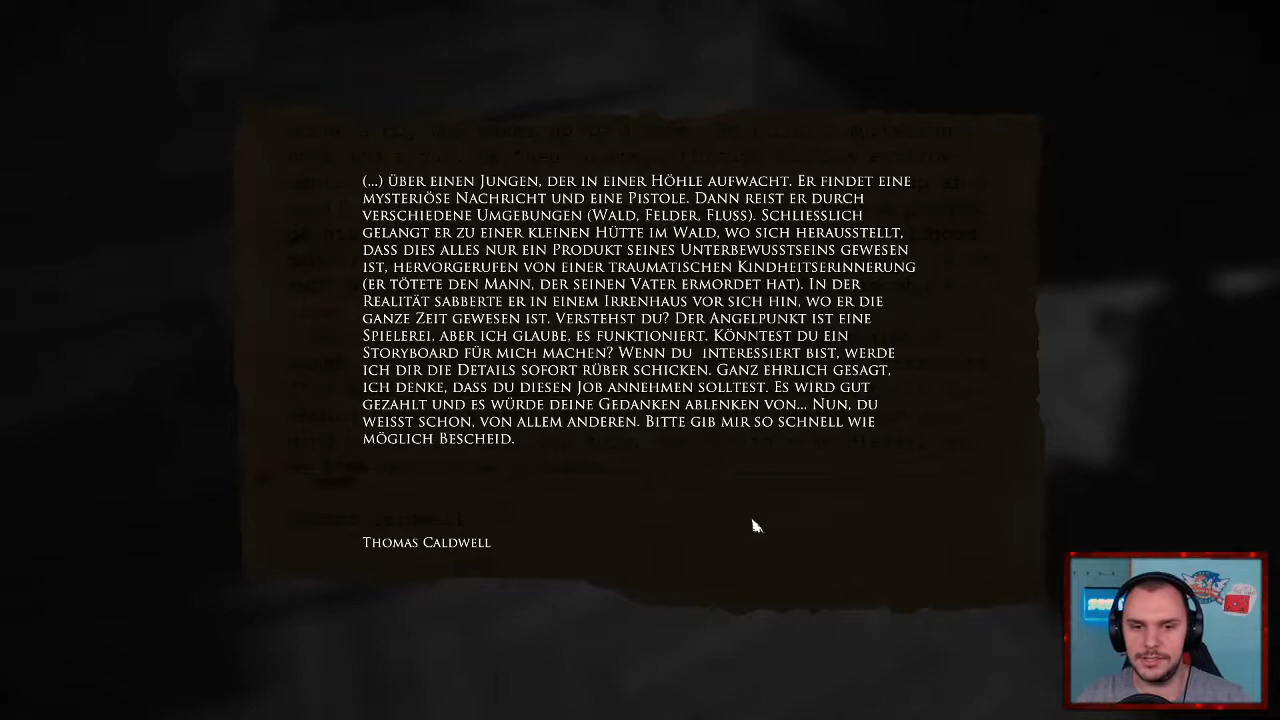 (...) ÜBER EINEN JUNGEN, DER IN EINER HÖHLE AUFWACHT. ER FINDET EINE
MYSTERIÖSE NACHRICHT UND EINE PISTOLE. DANN REIST ER DURCH
VERSCHIEDENE UMGEBUNGEN (WALD, FELDER, FLUSS). SCHLIESSLICH
GELANGT ER ZU EINER KLEINEN HÜTTE IM WALD, WO SICH HERAUSSTELLT,
DASS DIES ALLES NUR EIN PRODUKT SEINES UNTERBEWUSSTSEINS GEWESEN
IST, HERVORGERUFEN VON EINER TRAUMATISCHEN KINDHEITSERINNERUNG
(ER TÖTETE DEN MANN, DER SEINEN VATER ERMORDET HAT). IN DER
REALITÄT SABBERTE ER IN EINEM IRRENHAUS VOR SICH HIN, WO ER DIE
GANZE ZEIT GEWESEN IST. VERSTEHST DU? DER ANGELPUNKT IST EINE
SPIELEREI, ABER ICH GLAUBE, ES FUNKTIONIERT. KÖNNTEST DU EIN
STORYBOARD FÜR MICH MACHEN? WENN DU INTERESSIERT BIST, WERDE
ICH DIR DIE DETAILS SOFORT RÜBER SCHICKEN. GANZ EHRLICH GESAGT,
ICH DENKE, DASS DU DIESEN JOB ANNEHMEN SOLLTEST. ES WIRD GUT
GEZAHLT UND ES WÜRDE DEINE GEDANKEN ABLENKEN VON... NUN, DU
WEISST SCHON, VON ALLEM ANDEREN. BITTE GIB MIR SO SCHNELL WIE
MÖGLICH BESCHEID.
THOMAS CALDWELL